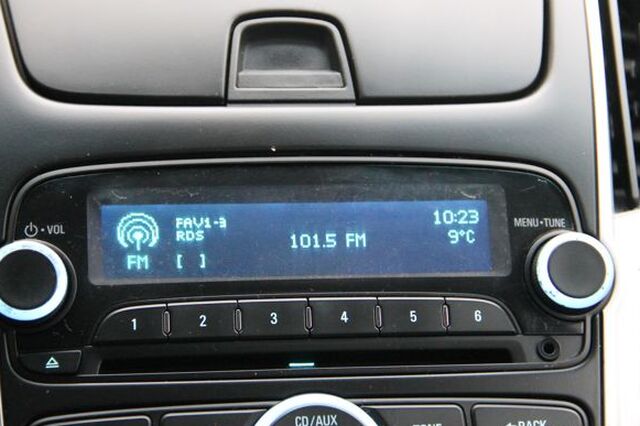 VOL
FAV1-3
10:23
RDS
101.5 FM
9°C
FM
[ ]
MENU•TUNE
1 2 3 4 5 6
CD/AUX
TONE
BACK